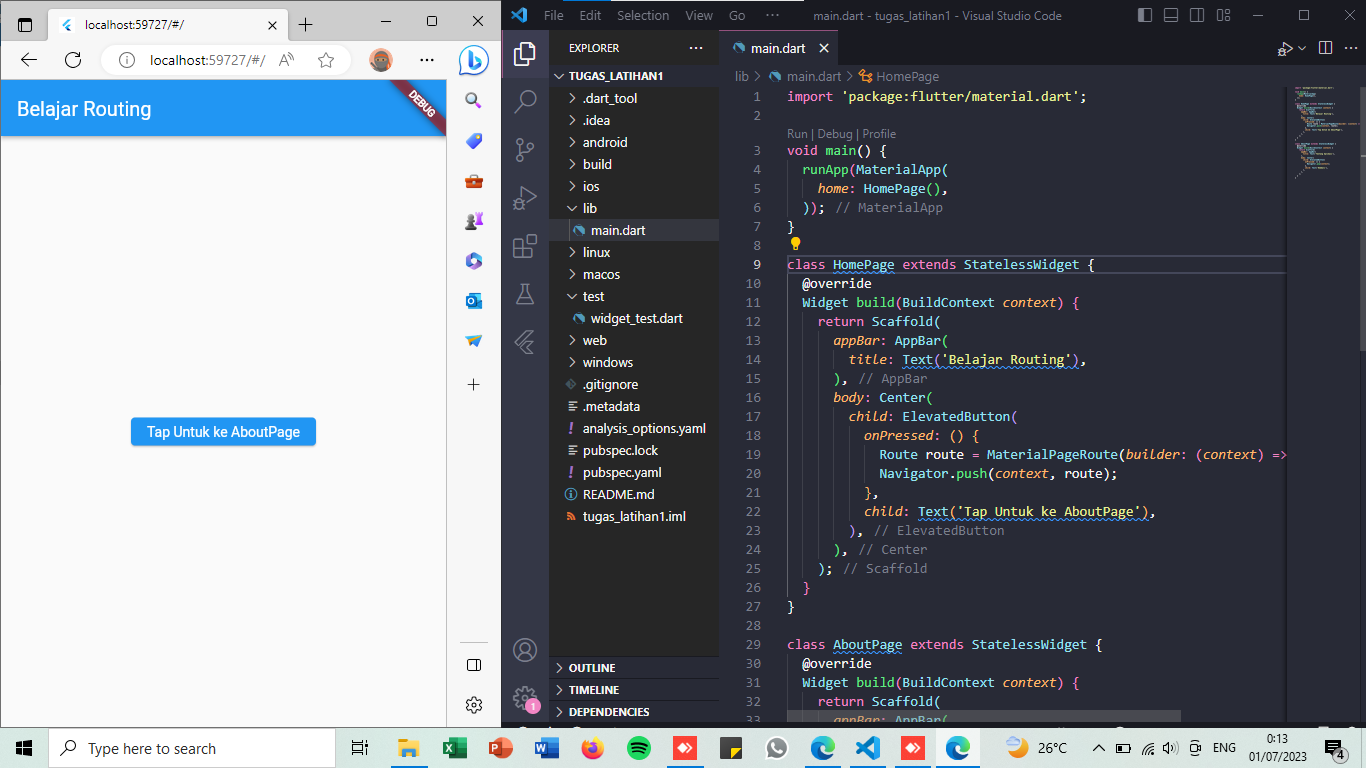 localhost:59727/#/
localhost:59727/#/
Belajar Routing
DEBUG
Tap Untuk ke AboutPage
File Edit Selection View Go ··· main.dart - tugas_latihan1 - Visual Studio Code
EXPLORER
TUGAS_LATIHAN1
.dart_tool
.idea
android
build
ios
lib
main.dart
linux
macos
test
widget_test.dart
web
windows
.gitignore
.metadata
analysis_options.yaml
pubspec.lock
pubspec.yaml
README.md
tugas_latihan1.iml
OUTLINE
TIMELINE
DEPENDENCIES
1
main.dart
lib > main.dart > HomePage
1 import 'package:flutter/material.dart';
2
Run | Debug | Profile
3 void main() {
4 runApp(MaterialApp(
5 home: HomePage(),
6 )); // MaterialApp
7 }
8
9 class HomePage extends StatelessWidget {
10 @override
11 Widget build(BuildContext context) {
12 return Scaffold(
13 appBar: AppBar(
14 title: Text('Belajar Routing'),
15 ), // AppBar
16 body: Center(
17 child: ElevatedButton(
18 onPressed: () {
19 Route route = MaterialPageRoute(builder: (context) =>
20 Navigator.push(context, route);
21 },
22 child: Text('Tap Untuk ke AboutPage'),
23 ), // ElevatedButton
24 ), // Center
25 ); // Scaffold
26 }
27 }
28
29 class AboutPage extends StatelessWidget {
30 @override
31 Widget build(BuildContext context) {
32 return Scaffold(
33 appBar: AppBar(
Type here to search
26°C
ENG
0:13
01/07/2023
4